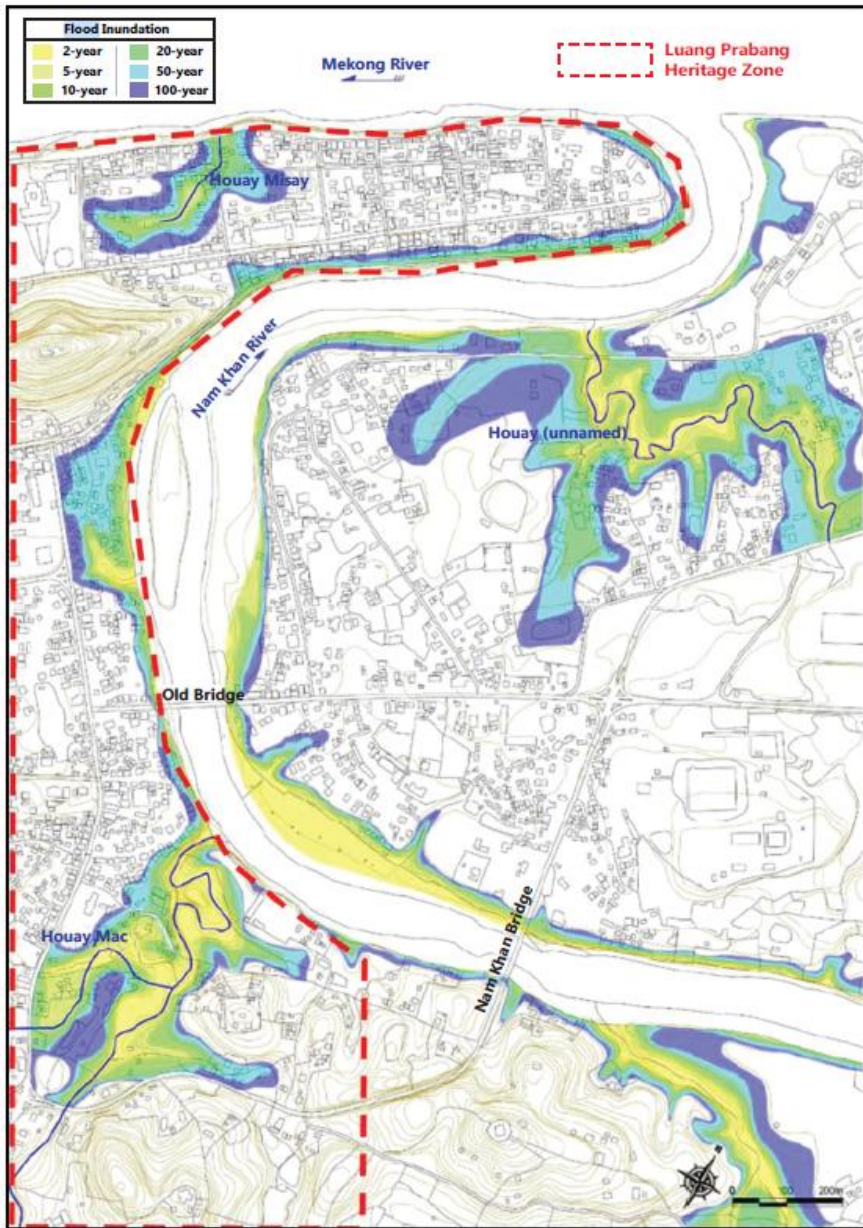 Flood Inundation
2-year
20-year
5-year
50-year
10-year
100-year
Mekong River
Luang Prabang
Heritage Zone
Houay Misay
Nam Khan River
Houay (unnamed)
Old Bridge
Nam Khan Bridge
Houay Mac
0 100 200m